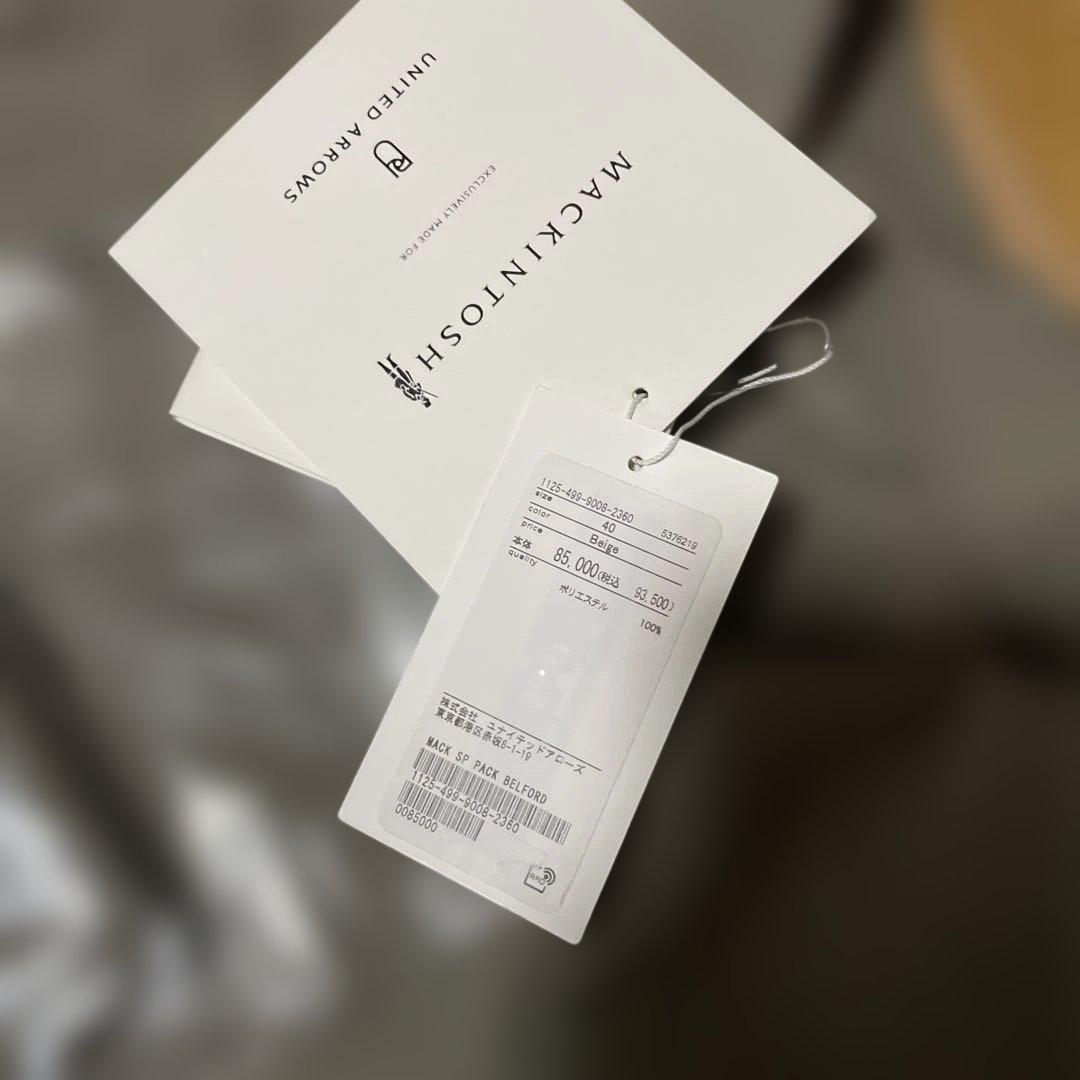 MACKINTOSH
EXCLUSIVELY MADE FOR
UNITED ARROWS
1125-499-9008-2360 5376219
size 40
color Beige
price
本体 85,000(税込 93,500)
quality
ポリエステル 100%
株式会社 ユナイテッドアローズ
東京都港区赤坂8-1-19
MACK SP PACK BELFORD
1125-499-9008-2360
0085000
RFID